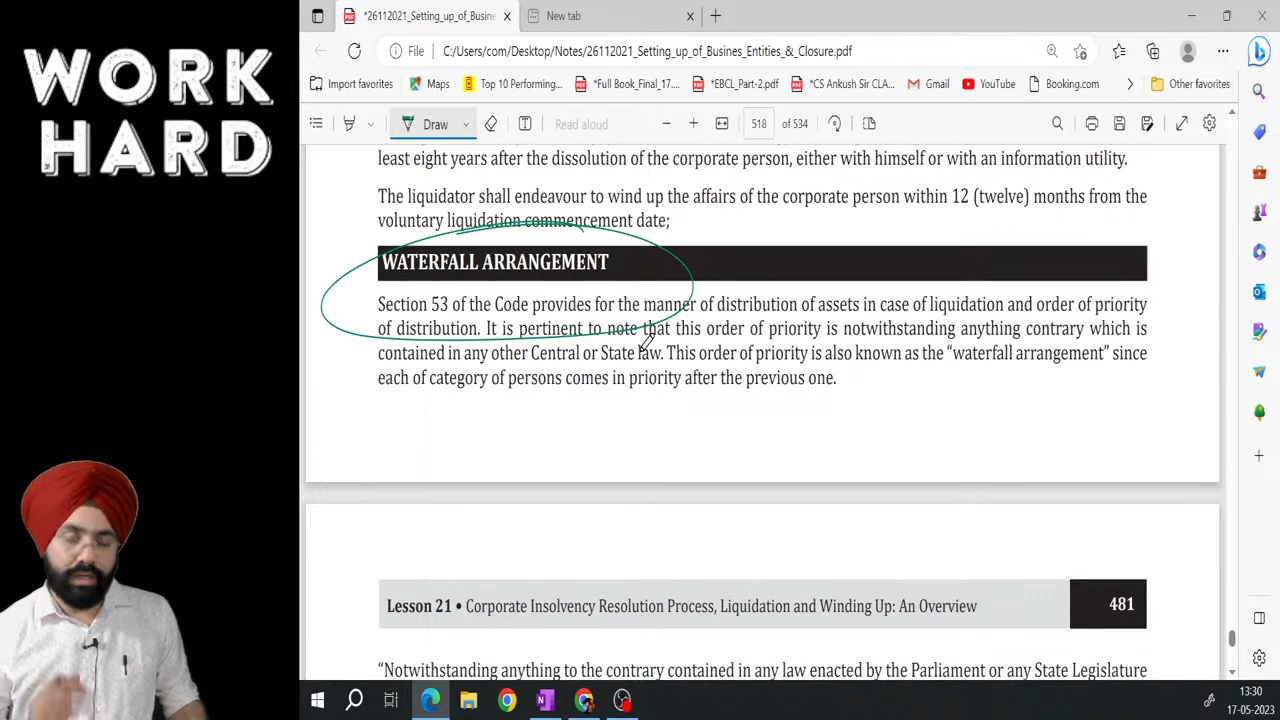 WORK
HARD
*26112021_Setting_up_of_Busine
New tab
File
C:/Users/com/Desktop/Notes/26112021_Setting_up_of_Busines_Entities_&_Closure.pdf
Import favorites
Maps
Top 10 Performing...
*Full Book_Final_17....
*EBCL_Part-2.pdf
*CS Ankush Sir CLA...
Gmail
YouTube
Booking.com
Other favorites
Draw
Read aloud
518
of 534
least eight years after the dissolution of the corporate person, either with himself or with an information utility.
The liquidator shall endeavour to wind up the affairs of the corporate person within 12 (twelve) months from the
voluntary liquidation commencement date;
WATERFALL ARRANGEMENT
Section 53 of the Code provides for the manner of distribution of assets in case of liquidation and order of priority
of distribution. It is pertinent to note that this order of priority is notwithstanding anything contrary which is
contained in any other Central or State law. This order of priority is also known as the “waterfall arrangement” since
each of category of persons comes in priority after the previous one.
Lesson 21 • Corporate Insolvency Resolution Process, Liquidation and Winding Up: An Overview
481
“Notwithstanding anything to the contrary contained in any law enacted by the Parliament or any State Legislature
13:30
17-05-2023